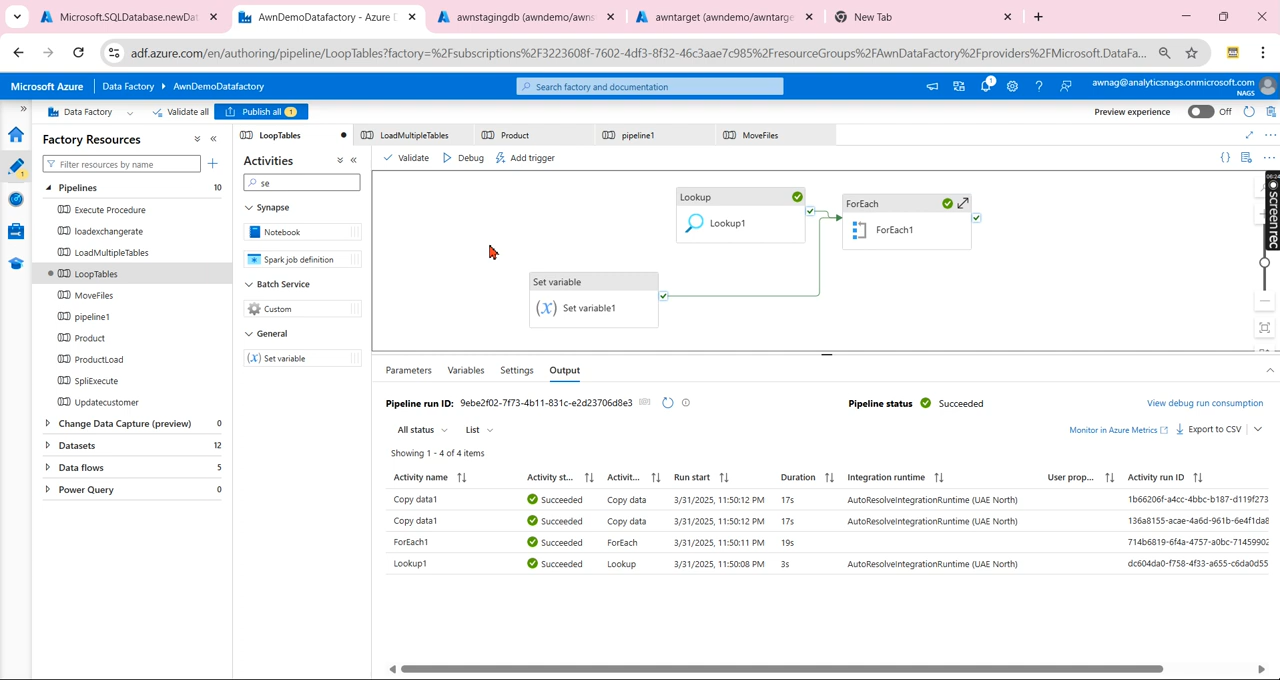 Microsoft.SQLDatabase.newDat
AwnDemoDatafactory - Azure D
awnstagingdb (awndemo/awns
awntarget (awndemo/awntarge
New Tab
adf.azure.com/en/authoring/pipeline/LoopTables?factory=%2Fsubscriptions%2F3223608f-7602-4df3-8f32-46c3aae7c985%2FresourceGroups%2FAwnDataFactory%2Fproviders%2FMicrosoft.DataFa...
Microsoft Azure
Data Factory
AwnDemoDatafactory
Search factory and documentation
1
awnag@analyticsnags.onmicrosoft.com
NAGS
Data Factory
Validate all
Publish all 1
Preview experience
Off
Factory Resources
Filter resources by name
Pipelines 10
Execute Procedure
loadexchangerate
LoadMultipleTables
LoopTables
MoveFiles
pipeline1
Product
ProductLoad
SpliExecute
Updatecustomer
Change Data Capture (preview) 0
Datasets 12
Data flows 5
Power Query 0
LoopTables
LoadMultipleTables
Product
pipeline1
MoveFiles
Activities
se
Synapse
Notebook
Spark job definition
Batch Service
Custom
General
Set variable
Validate
Debug
Add trigger
Lookup
Lookup1
ForEach
ForEach1
Set variable
(X) Set variable1
screenrec
Parameters
Variables
Settings
Output
Pipeline run ID: 9ebe2f02-7f73-4b11-831c-e2d23706d8e3
Pipeline status Succeeded
View debug run consumption
All status
List
Monitor in Azure Metrics
Export to CSV
Showing 1 - 4 of 4 items
Activity name Activity st... Activit... Run start Duration Integration runtime User prop... Activity run ID
Copy data1 Succeeded Copy data 3/31/2025, 11:50:12 PM 17s AutoResolveIntegrationRuntime (UAE North) 1b66206f-a4cc-4bbc-b187-d119f273
Copy data1 Succeeded Copy data 3/31/2025, 11:50:12 PM 17s AutoResolveIntegrationRuntime (UAE North) 136a8155-acae-4a6d-961b-6e4f1da8
ForEach1 Succeeded ForEach 3/31/2025, 11:50:11 PM 19s 714b6819-6f4a-4757-a0bc-71459902
Lookup1 Succeeded Lookup 3/31/2025, 11:50:08 PM 3s AutoResolveIntegrationRuntime (UAE North) dc604da0-f758-4f33-a655-c6da0d55